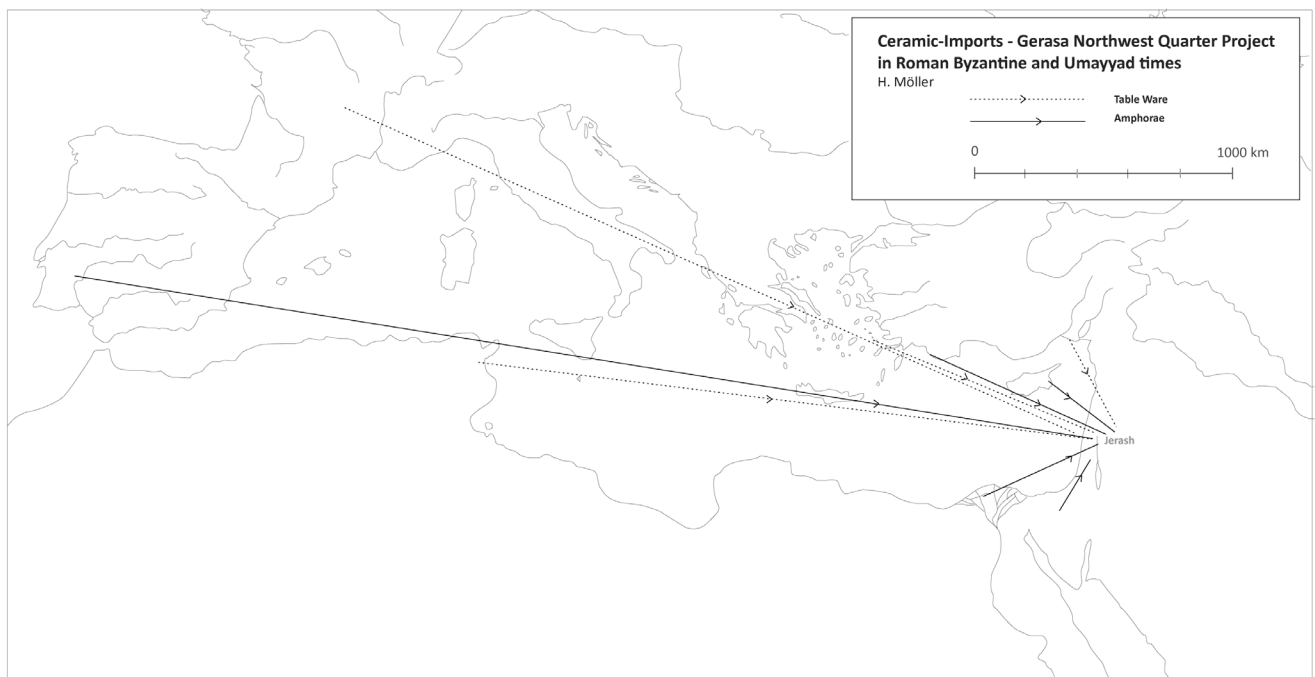 Ceramic-Imports - Gerasa Northwest Quarter Project
in Roman Byzantine and Umayyad times
H. Möller
Table Ware
Amphorae
0 1000 km
Jerash